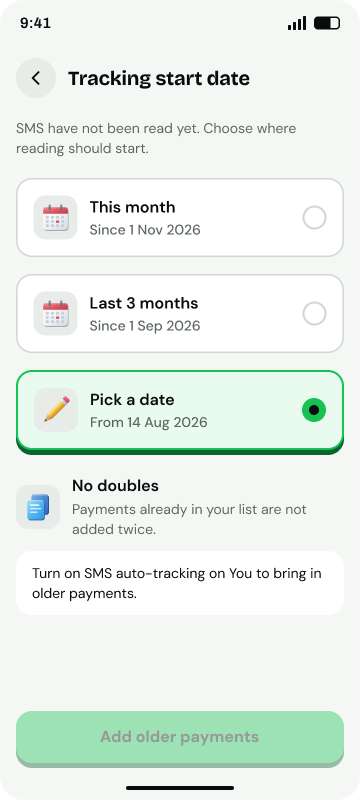 9:41
Tracking start date
SMS have not been read yet. Choose where
reading should start.
This month
Since 1 Nov 2026
Last 3 months
Since 1 Sep 2026
Pick a date
From 14 Aug 2026
No doubles
Payments already in your list are not
added twice.
Turn on SMS auto-tracking on You to bring in
older payments.
Add older payments